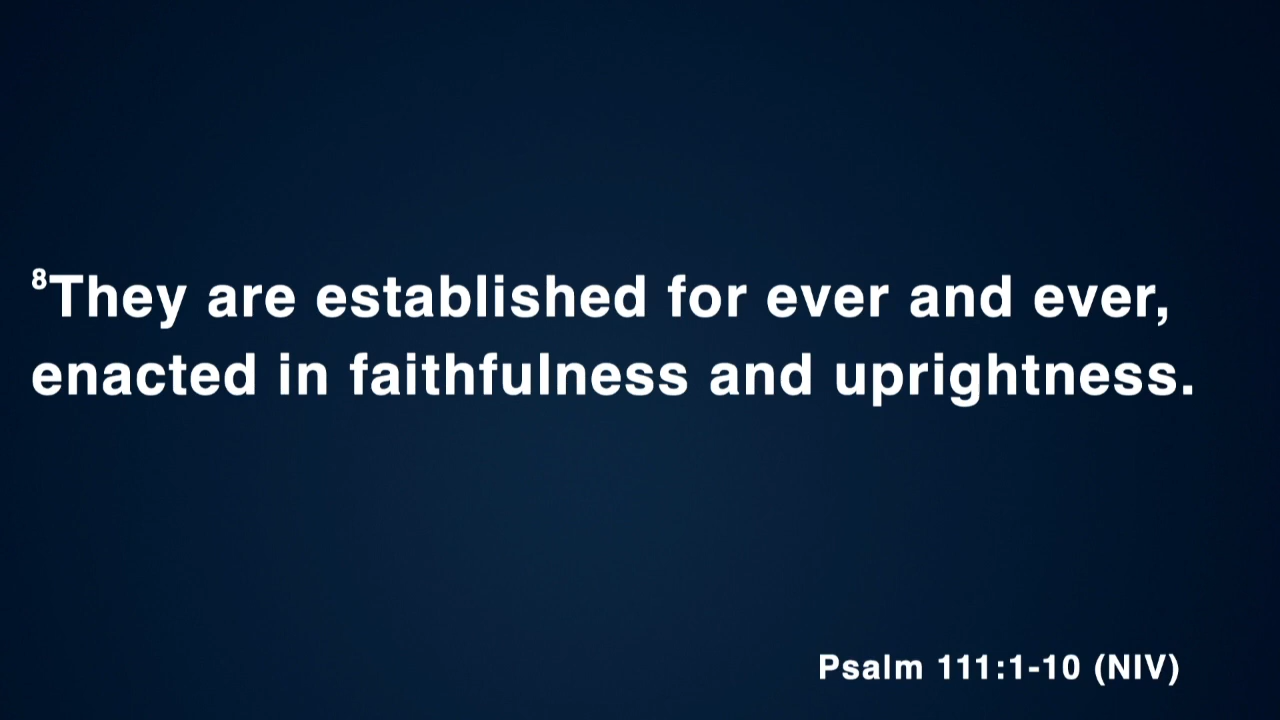 ⁸They are established for ever and ever,
enacted in faithfulness and uprightness.
Psalm 111:1-10 (NIV)